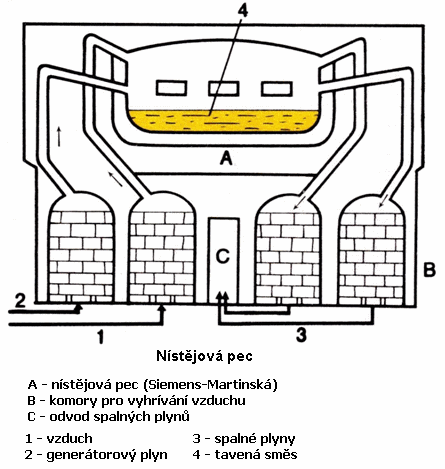 4
A
C
B
2
1
3
Nístějová pec
A - nístějová pec (Siemens-Martinská)
B - komory pro vyhrívání vzduchu
C - odvod spalných plynů
1 - vzduch 3 - spalné plyny
2 - generátorový plyn 4 - tavená směs